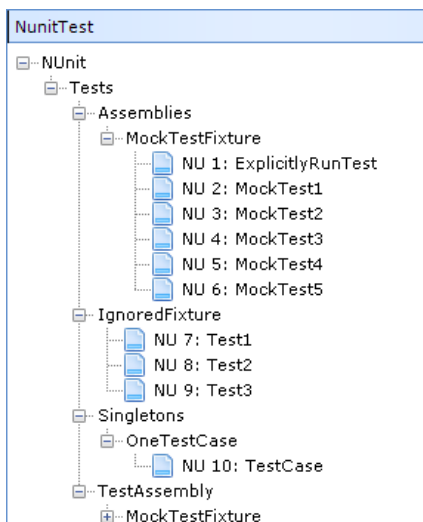 NunitTest
NUnit
Tests
Assemblies
MockTestFixture
NU 1: ExplicitlyRunTest
NU 2: MockTest1
NU 3: MockTest2
NU 4: MockTest3
NU 5: MockTest4
NU 6: MockTest5
IgnoredFixture
NU 7: Test1
NU 8: Test2
NU 9: Test3
Singletons
OneTestCase
NU 10: TestCase
TestAssembly
MockTestFixture